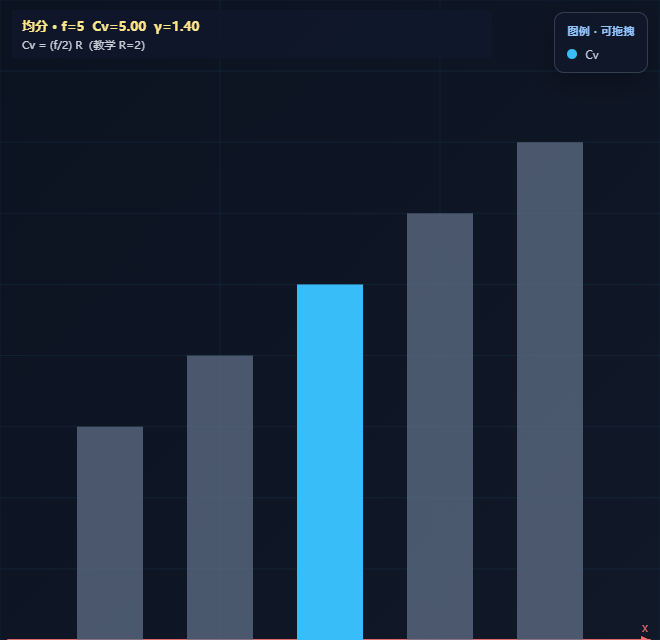 均分 • f=5 Cv=5.00 γ=1.40
Cv = (f/2) R (教学 R=2)
图例 · 可拖拽
Cv
x